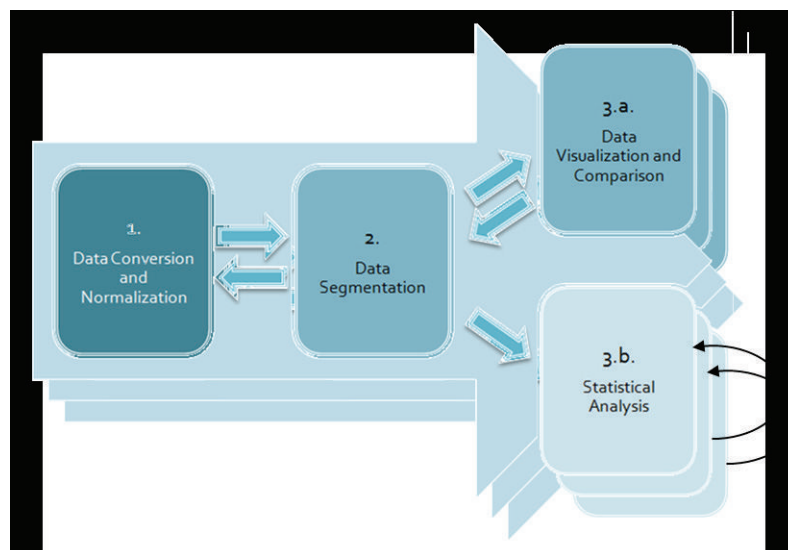 1.
Data Conversion
and
Normalization
2.
Data
Segmentation
3.a.
Data
Visualization and
Comparison
3.b.
Statistical
Analysis